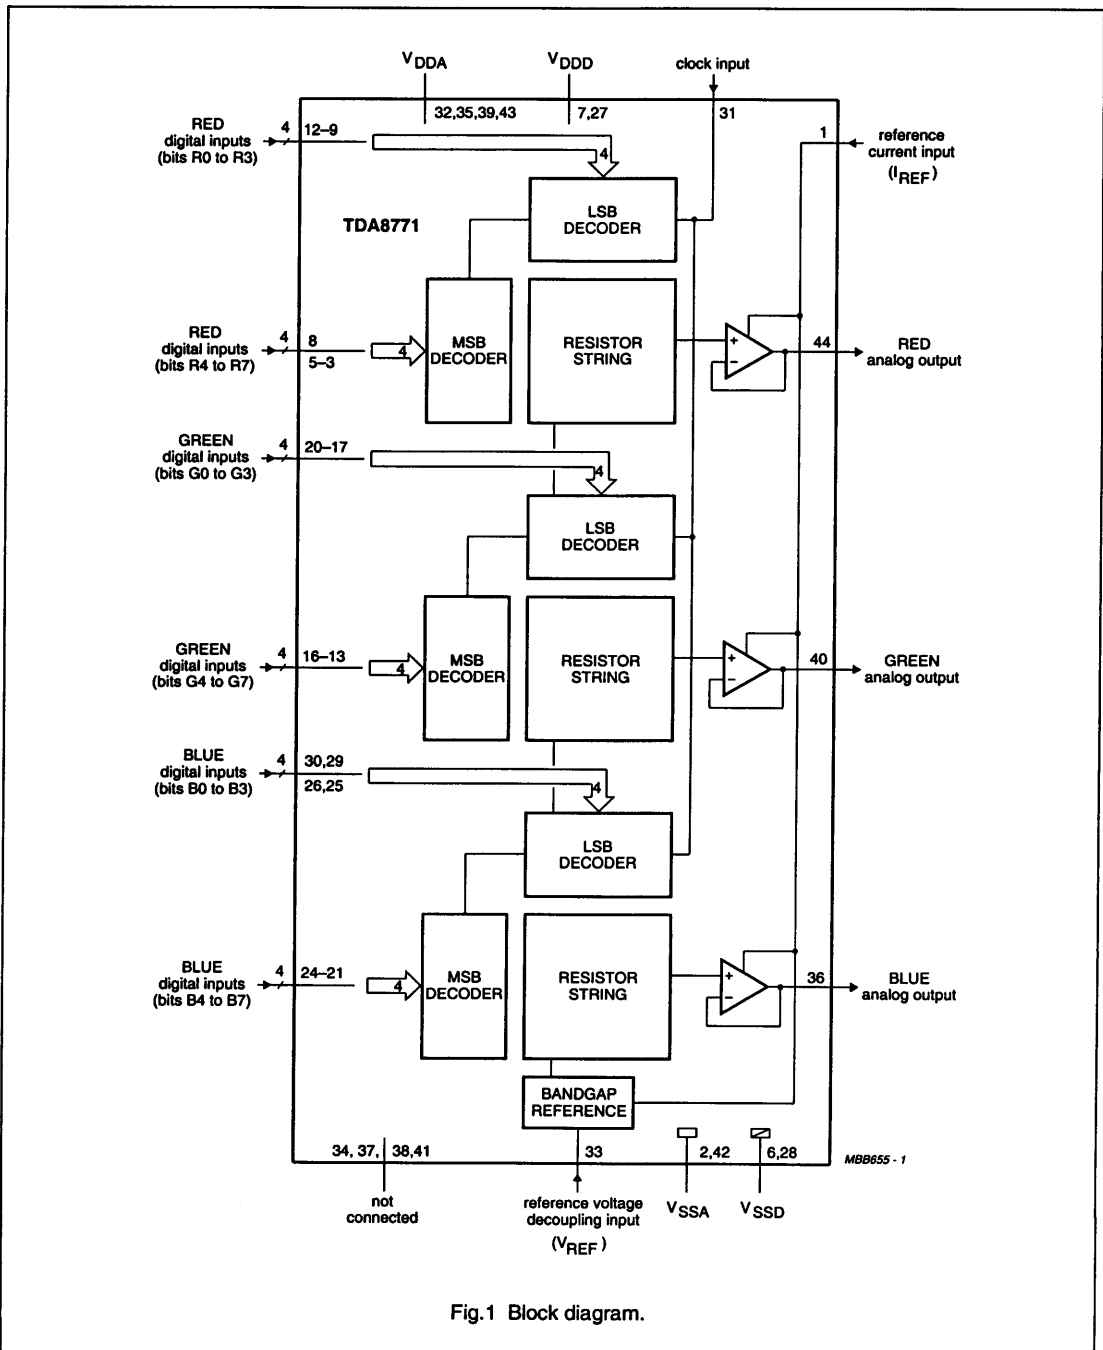 VDDA
VDDD
clock input
32,35,39,43
7,27
31
RED
digital inputs
(bits R0 to R3)
4
12–9
4
1
reference
current input
(IREF)
TDA8771
LSB
DECODER
RED
digital inputs
(bits R4 to R7)
4
8
5–3
4
MSB
DECODER
RESISTOR
STRING
+
–
44
RED
analog output
GREEN
digital inputs
(bits G0 to G3)
4
20–17
4
LSB
DECODER
GREEN
digital inputs
(bits G4 to G7)
4
16–13
4
MSB
DECODER
RESISTOR
STRING
+
–
40
GREEN
analog output
BLUE
digital inputs
(bits B0 to B3)
4
30,29
26,25
4
LSB
DECODER
BLUE
digital inputs
(bits B4 to B7)
4
24–21
4
MSB
DECODER
RESISTOR
STRING
+
–
36
BLUE
analog output
BANDGAP
REFERENCE
34, 37, 38,41
33
2,42
6,28
MBB655 - 1
not
connected
reference voltage
decoupling input
(VREF)
VSSA
VSSD
Fig.1 Block diagram.